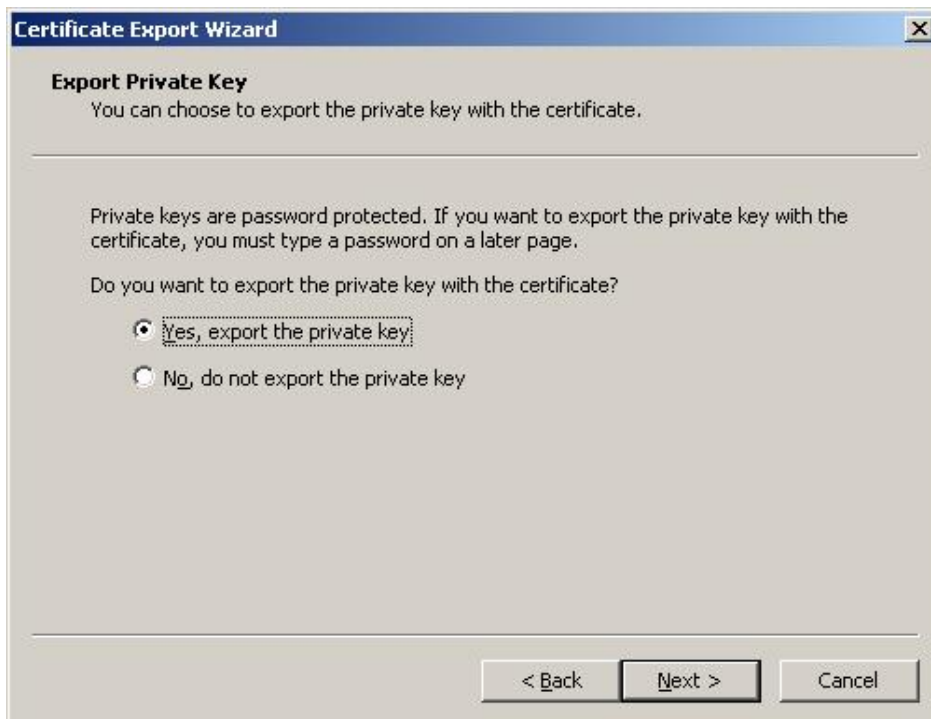 Certificate Export Wizard
Export Private Key
You can choose to export the private key with the certificate.
Private keys are password protected. If you want to export the private key with the
certificate, you must type a password on a later page.
Do you want to export the private key with the certificate?
Yes, export the private key
No, do not export the private key
< Back
Next >
Cancel